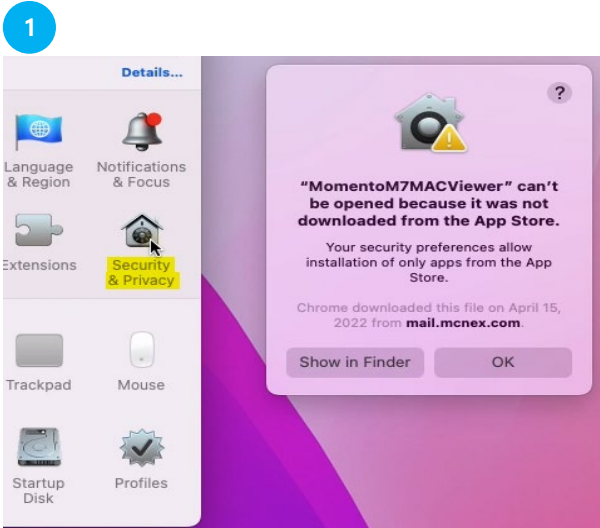 1
Details...
Language
& Region
Notifications
& Focus
Extensions
Security
& Privacy
Trackpad
Mouse
Startup
Disk
Profiles
?
“MomentoM7MACViewer” can’t
be opened because it was not
downloaded from the App Store.
Your security preferences allow
installation of only apps from the App
Store.
Chrome downloaded this file on April 15,
2022 from mail.mcnex.com.
Show in Finder
OK